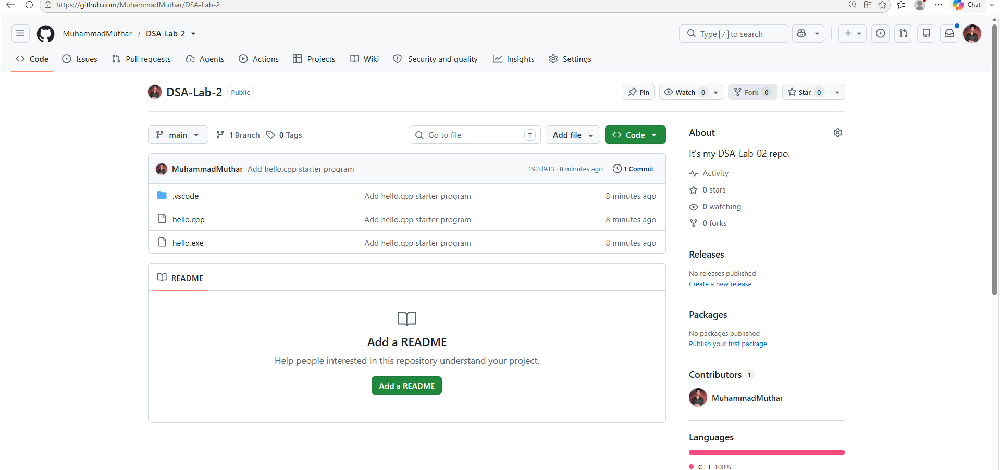 https://github.com/MuhammadMuthar/DSA-Lab-2
Chat
MuhammadMuthar / DSA-Lab-2
Type / to search
Code Issues Pull requests Agents Actions Projects Wiki Security and quality Insights Settings
DSA-Lab-2 Public
Pin Watch 0 Fork 0 Star 0
main 1 Branch 0 Tags Go to file T Add file Code
MuhammadMuthar Add hello.cpp starter program 192d933 · 8 minutes ago 1 Commit
.vscode Add hello.cpp starter program 8 minutes ago
hello.cpp Add hello.cpp starter program 8 minutes ago
hello.exe Add hello.cpp starter program 8 minutes ago
README
Add a README
Help people interested in this repository understand your project.
Add a README
About
It's my DSA-Lab-02 repo.
Activity
0 stars
0 watching
0 forks
Releases
No releases published
Create a new release
Packages
No packages published
Publish your first package
Contributors 1
MuhammadMuthar
Languages
C++ 100%